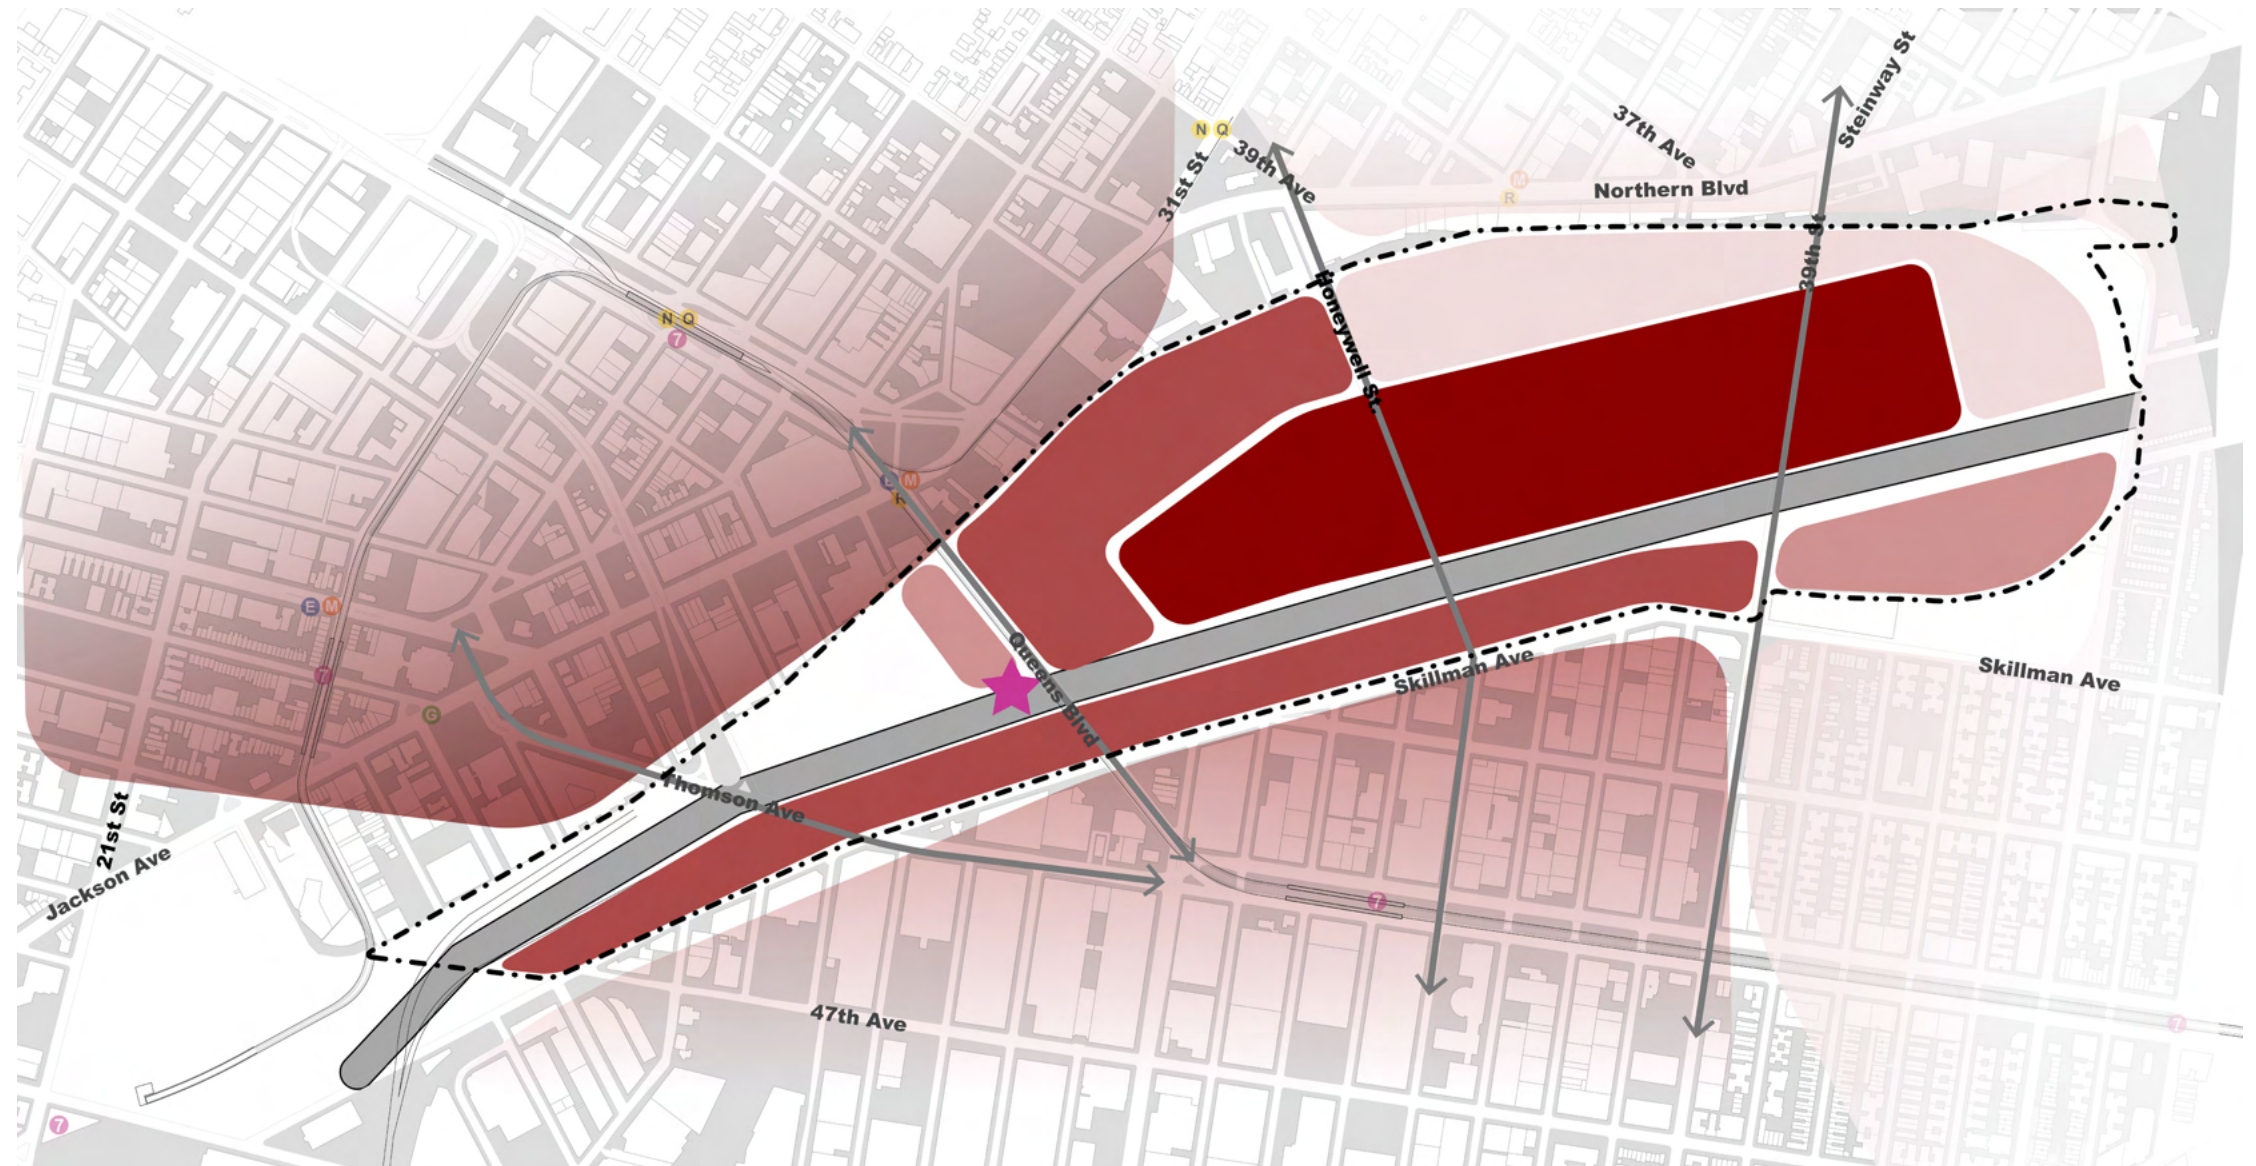 Steinway St
37th Ave
N Q
39th Ave
31st St
M
R
Northern Blvd
39th St
Honeywell St.
N Q
7
M
R
E M
7
G
Queens Blvd
Skillman Ave
Skillman Ave
Thomson Ave
21st St
Jackson Ave
7
47th Ave
7
7